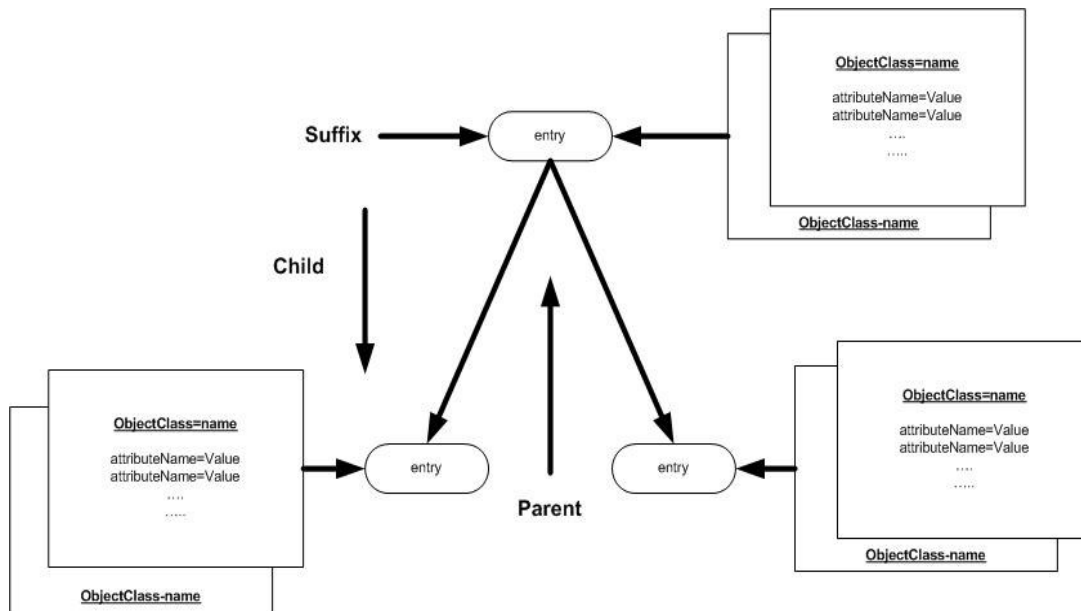 ObjectClass=name
attributeName=Value
attributeName=Value
....
.....
ObjectClass-name
Suffix
entry
Child
ObjectClass=name
attributeName=Value
attributeName=Value
....
.....
ObjectClass-name
entry
Parent
entry
ObjectClass=name
attributeName=Value
attributeName=Value
....
.....
ObjectClass-name